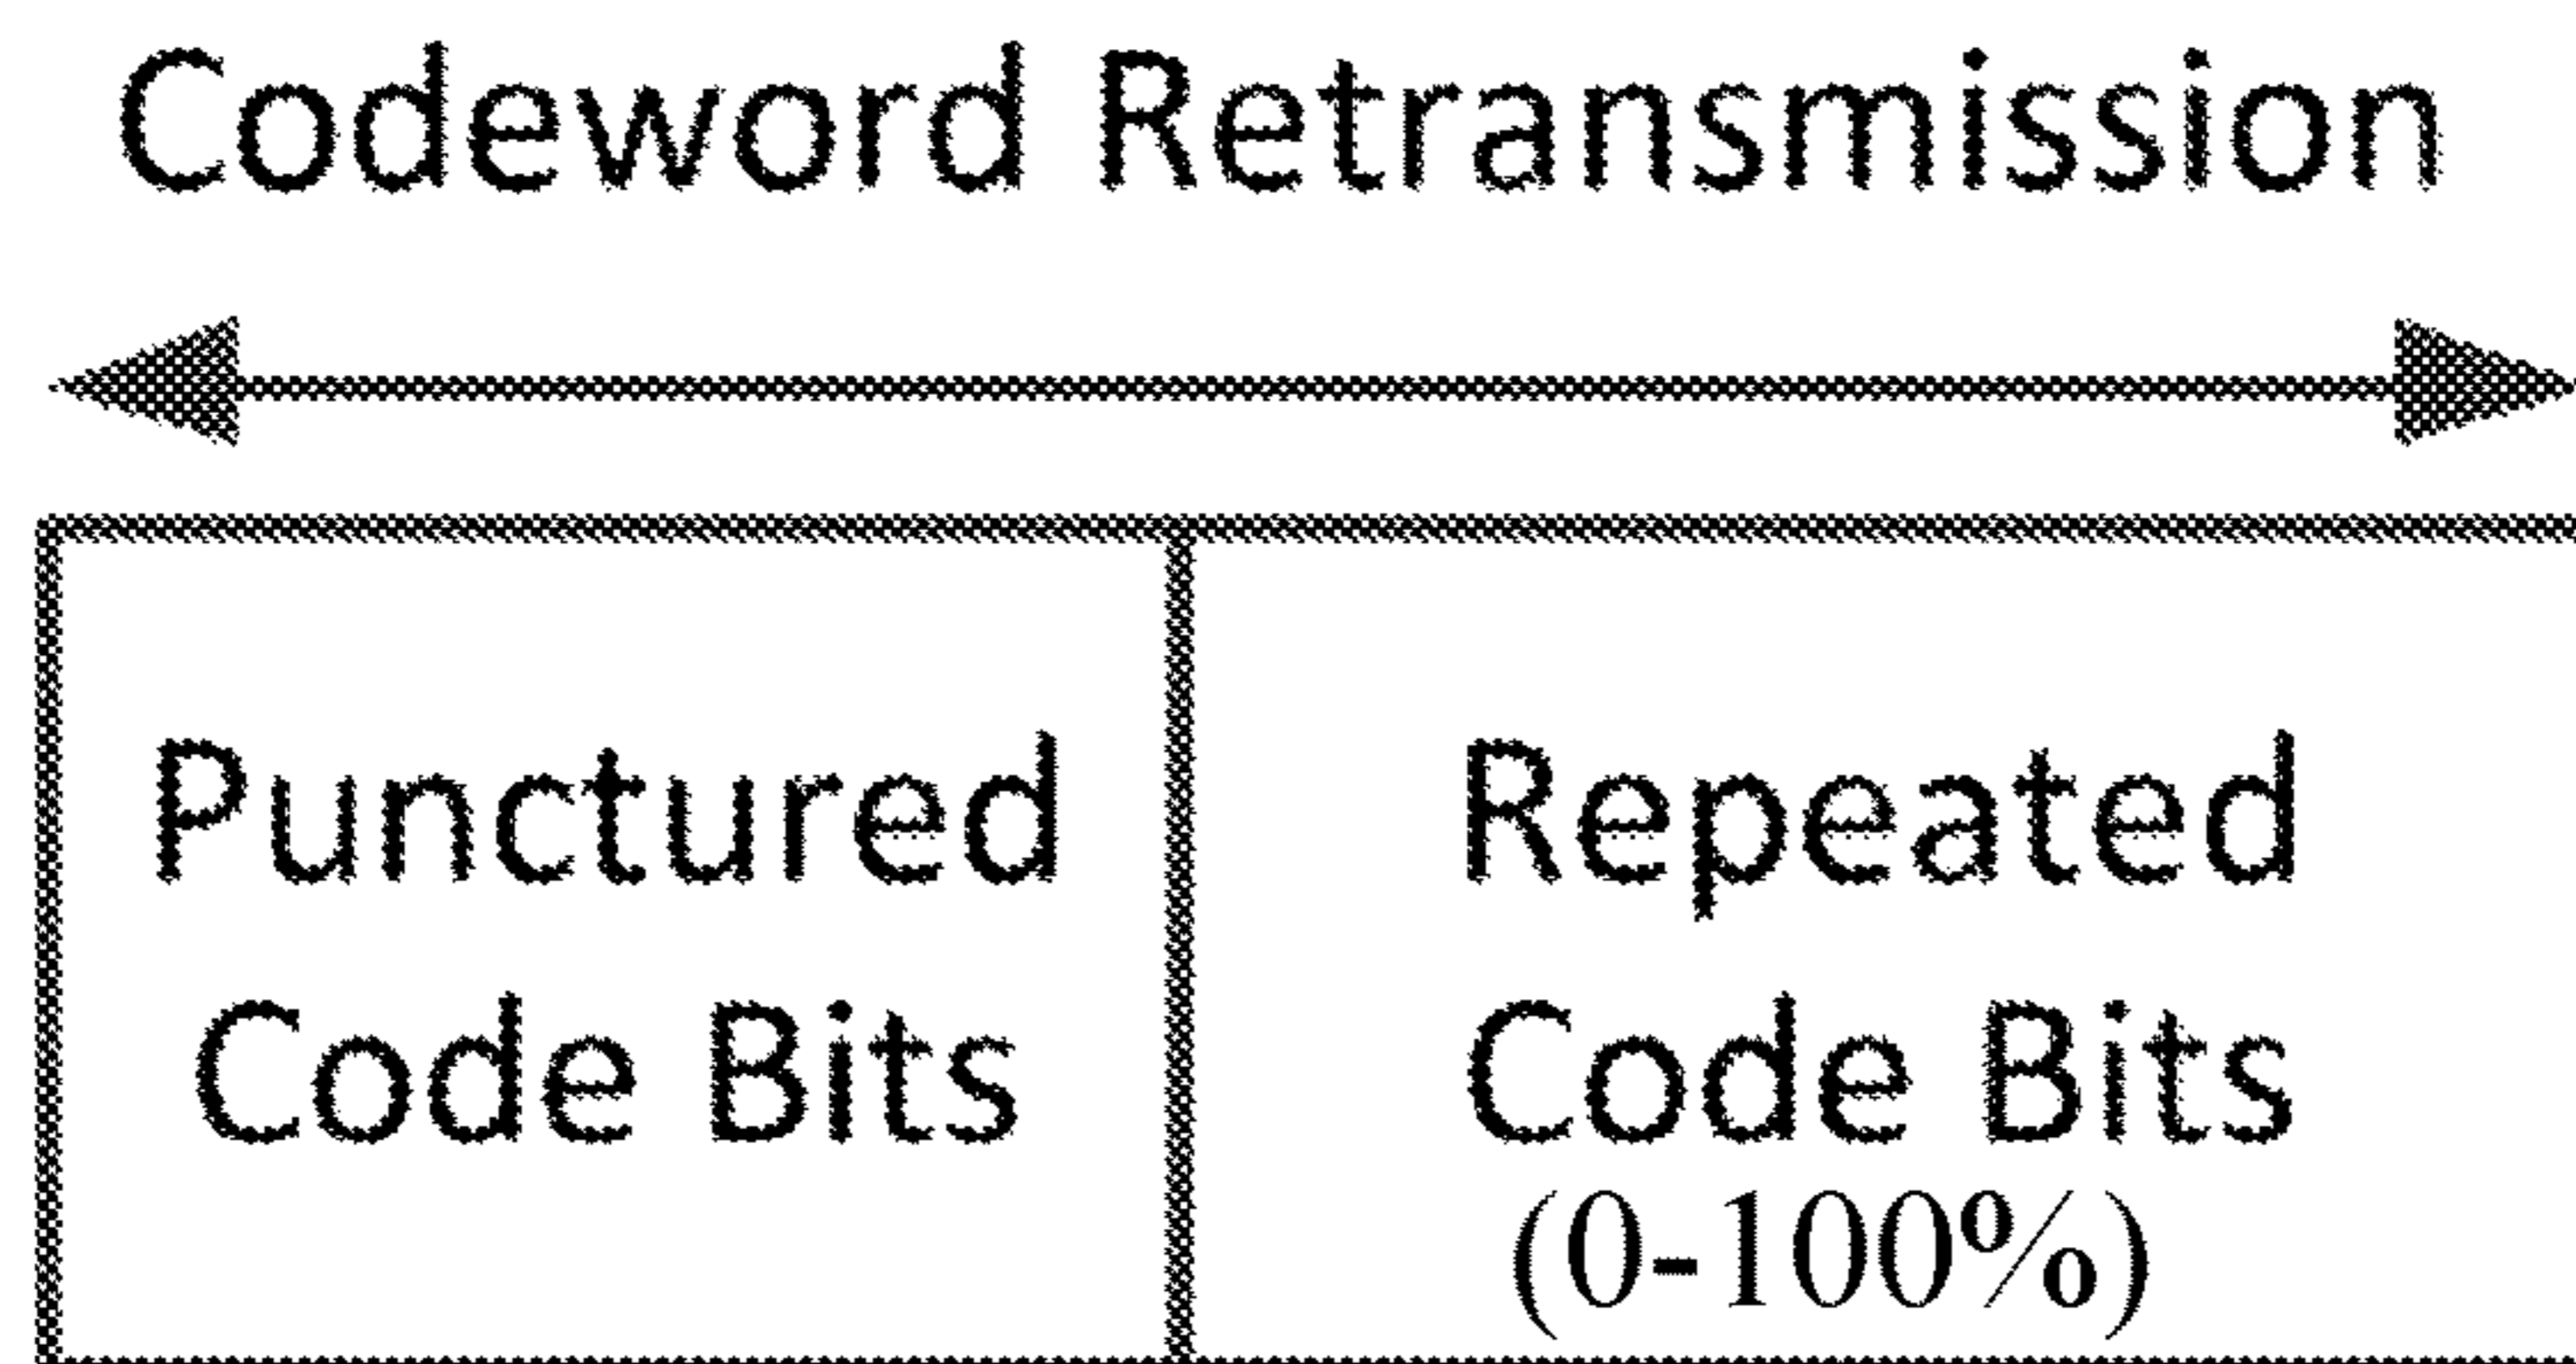 Codeword Retransmission
Punctured
Code Bits
Repeated
Code Bits
(0-100%)